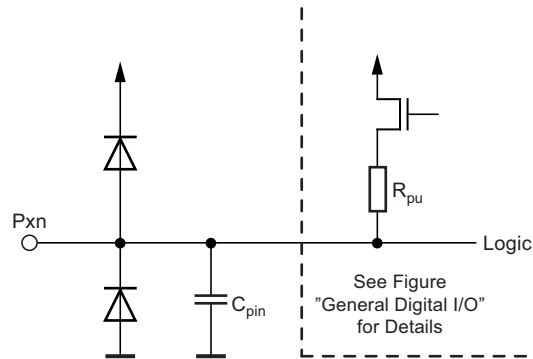 Pxn
R_pu
Logic
C_pin
See Figure
"General Digital I/O"
for Details